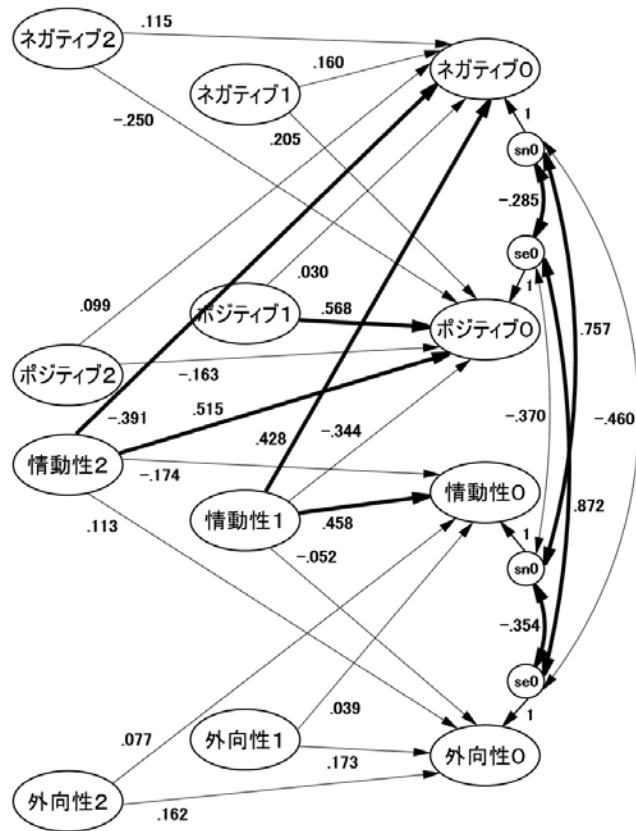 ネガティブ2
.115
ネガティブ0
.160
ネガティブ1
1
-.250
.205
sn0
-.285
se0
.030
1
.099
ポジティブ1
.568
ポジティブ0
.757
ポジティブ2
-.163
-.370
-.460
-.391
.515
.428
-.344
情動性2
-.174
情動性0
.872
情動性1
.458
.113
1
-.052
sn0
-.354
se0
.039
1
.077
外向性1
.173
外向性0
外向性2
.162